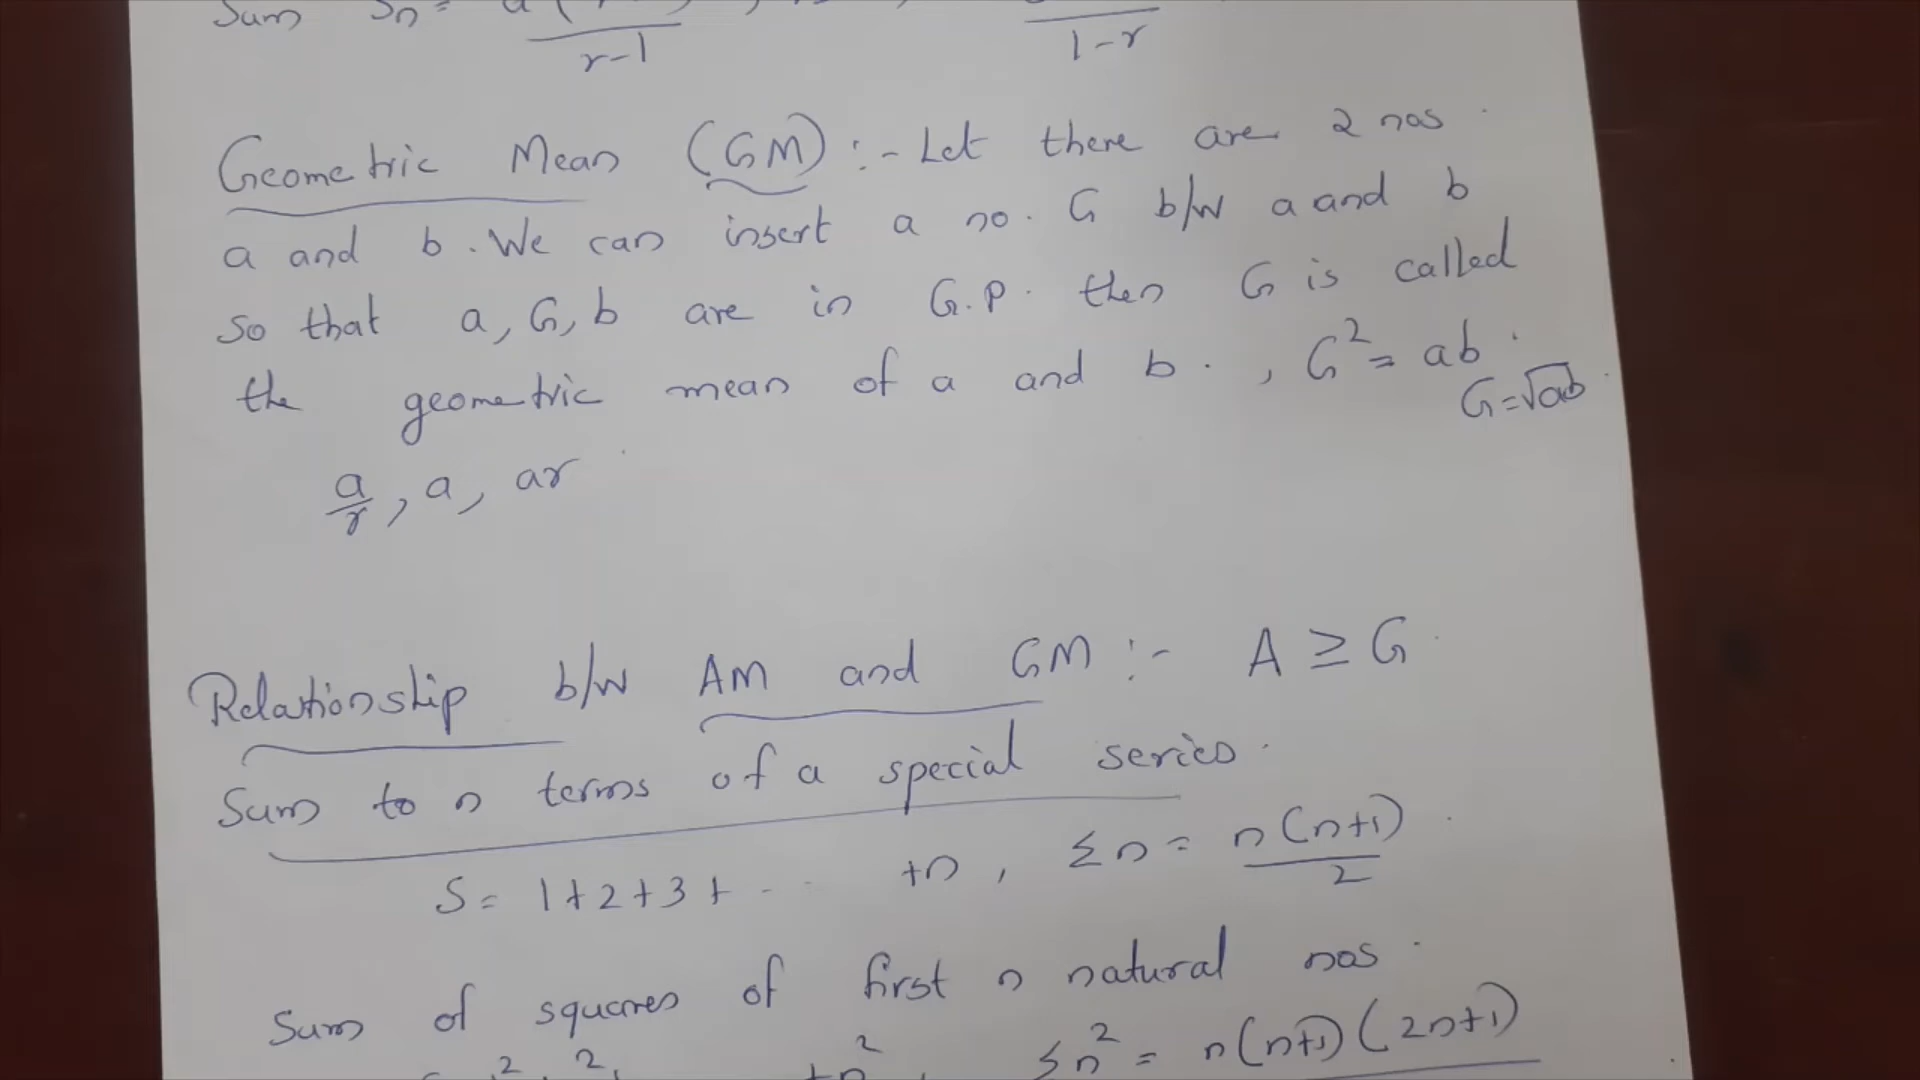 Sum Sn = a(
r-1
1-r
Geometric Mean (GM) :- Let there are 2 nos.
a and b. We can insert a no. G b/w a and b
so that a, G, b are in G.P. then G is called
the geometric mean of a and b. , G² = ab.
G = √ab.
a/r, a, ar
Relationship b/w AM and GM :- A ≥ G.
Sum to n terms of a special series.
S = 1+2+3+ ... +n , Σn = n(n+1)/2
Sum of squares of first n natural nos.
Σn² = n(n+1)(2n+1)